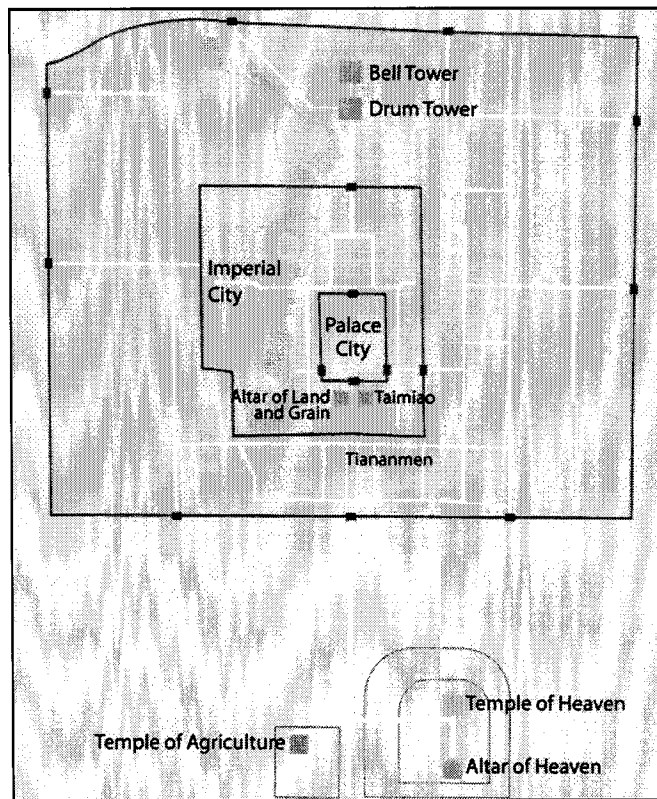 Bell Tower
Drum Tower
Imperial
City
Palace
City
Altar of Land
and Grain
Taimiao
Tiananmen
Temple of Heaven
Temple of Agriculture
Altar of Heaven